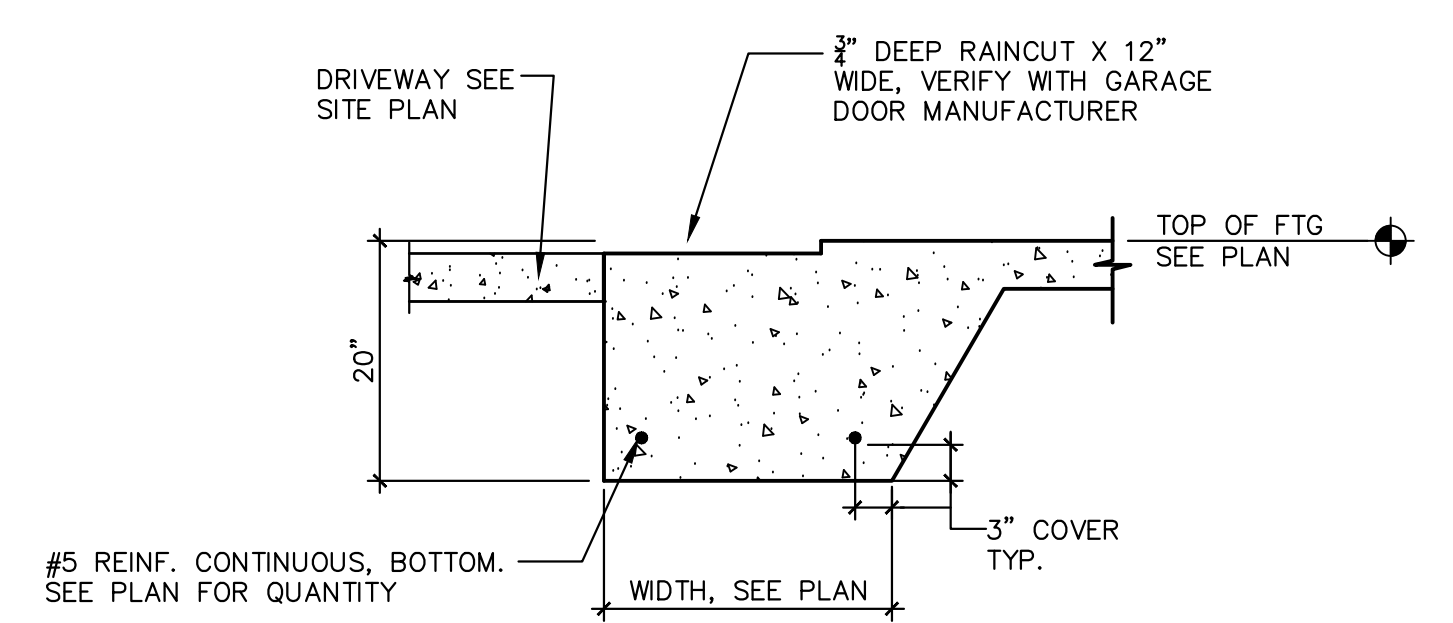 ¾" DEEP RAINCUT X 12"
WIDE, VERIFY WITH GARAGE
DOOR MANUFACTURER
DRIVEWAY SEE
SITE PLAN
TOP OF FTG
SEE PLAN
20"
3" COVER
TYP.
#5 REINF. CONTINUOUS, BOTTOM.
SEE PLAN FOR QUANTITY
WIDTH, SEE PLAN